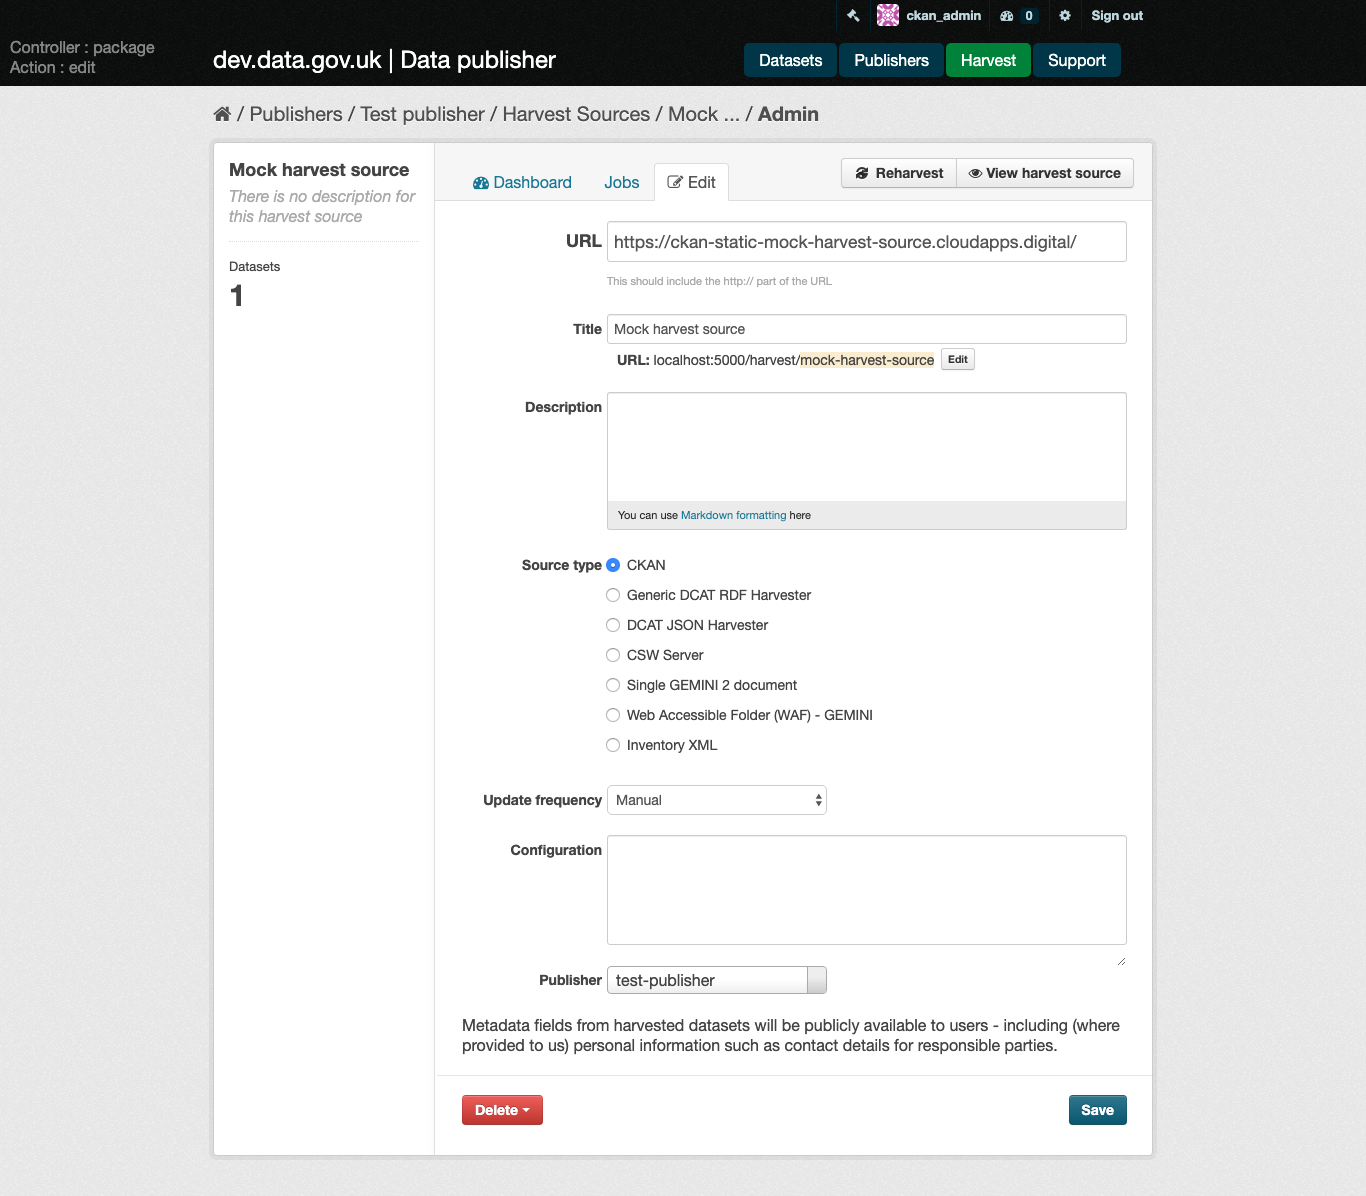 ckan_admin 0 Sign out
Controller : package
Action : edit
dev.data.gov.uk | Data publisher
Datasets Publishers Harvest Support
/ Publishers / Test publisher / Harvest Sources / Mock ... / Admin
Mock harvest source
There is no description for
this harvest source
Datasets
1
Dashboard Jobs Edit
Reharvest View harvest source
URL https://ckan-static-mock-harvest-source.cloudapps.digital/
This should include the http:// part of the URL
Title Mock harvest source
URL: localhost:5000/harvest/mock-harvest-source Edit
Description
You can use Markdown formatting here
Source type CKAN
Generic DCAT RDF Harvester
DCAT JSON Harvester
CSW Server
Single GEMINI 2 document
Web Accessible Folder (WAF) - GEMINI
Inventory XML
Update frequency Manual
Configuration
Publisher test-publisher
Metadata fields from harvested datasets will be publicly available to users - including (where
provided to us) personal information such as contact details for responsible parties.
Delete Save